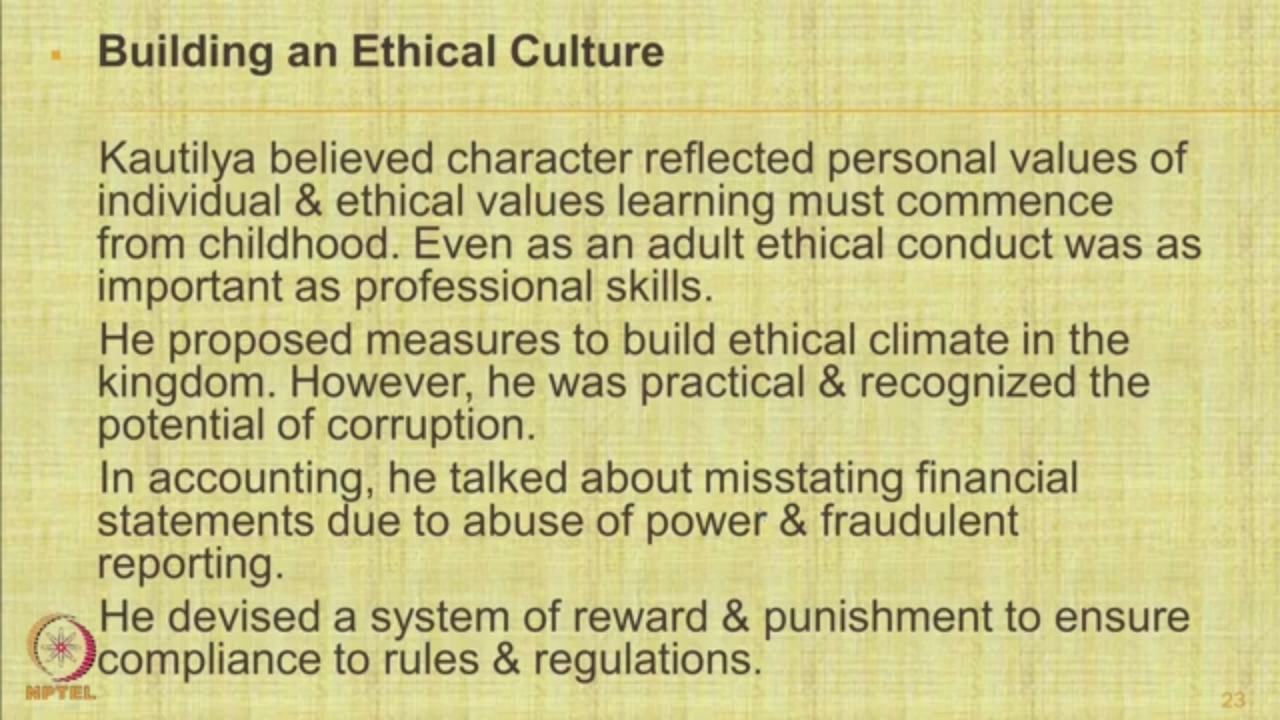 Building an Ethical Culture
Kautilya believed character reflected personal values of
individual & ethical values learning must commence
from childhood. Even as an adult ethical conduct was as
important as professional skills.
He proposed measures to build ethical climate in the
kingdom. However, he was practical & recognized the
potential of corruption.
In accounting, he talked about misstating financial
statements due to abuse of power & fraudulent
reporting.
He devised a system of reward & punishment to ensure
compliance to rules & regulations.
NPTEL
23